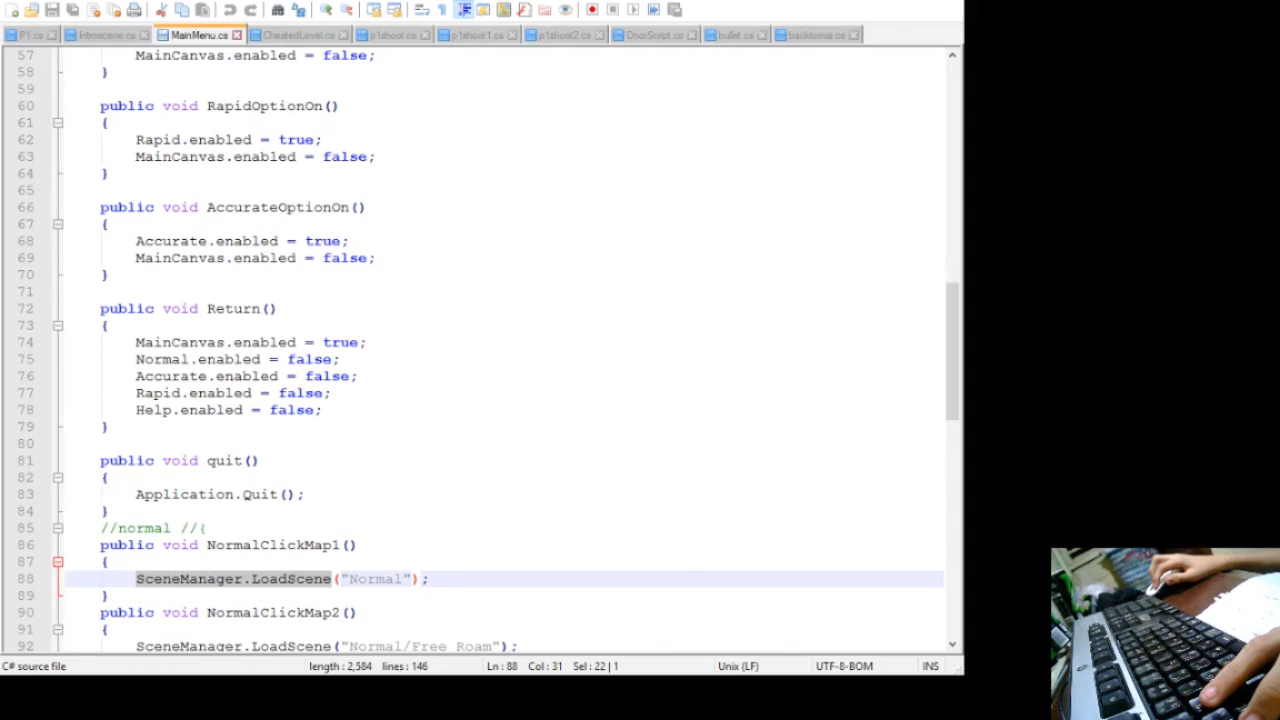 P1.cs Introscene.cs MainMenu.cs CheatedLevel.cs p1shoot.cs p1shoot1.cs p1shoot2.cs DoorScript.cs bullet.cs
57 MainCanvas.enabled = false;
58 }
59
60 public void RapidOptionOn()
61 {
62 Rapid.enabled = true;
63 MainCanvas.enabled = false;
64 }
65
66 public void AccurateOptionOn()
67 {
68 Accurate.enabled = true;
69 MainCanvas.enabled = false;
70 }
71
72 public void Return()
73 {
74 MainCanvas.enabled = true;
75 Normal.enabled = false;
76 Accurate.enabled = false;
77 Rapid.enabled = false;
78 Help.enabled = false;
79 }
80
81 public void quit()
82 {
83 Application.Quit();
84 }
85 //normal //{
86 public void NormalClickMap1()
87 {
88 SceneManager.LoadScene("Normal");
89 }
90 public void NormalClickMap2()
91 {
92 SceneManager.LoadScene("Normal/Free Roam");
C# source file length : 2,584 lines : 146 Ln : 88 Col : 31 Sel : 22 | 1 Unix (LF) UTF-8-BOM INS